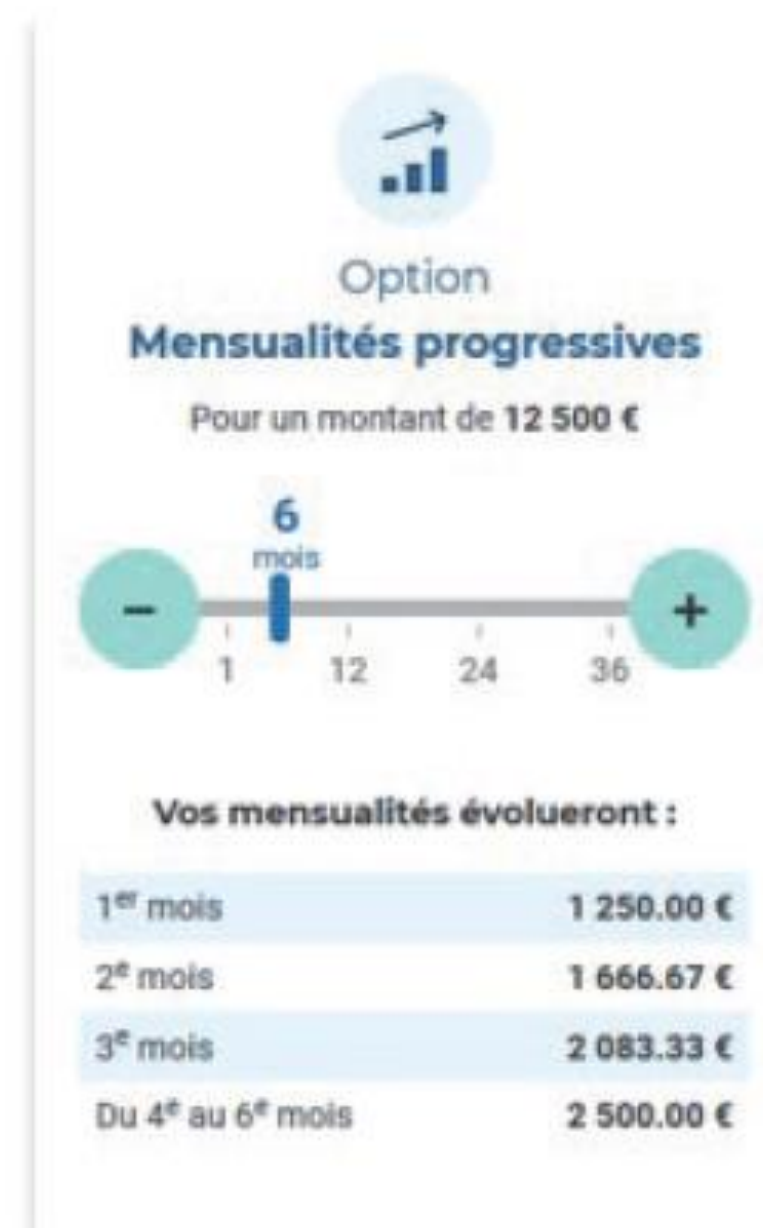 Option
Mensualités progressives
Pour un montant de 12 500 €
6
mois
- +
1 12 24 36
Vos mensualités évolueront :
1er mois 1 250.00 €
2e mois 1 666.67 €
3e mois 2 083.33 €
Du 4e au 6e mois 2 500.00 €